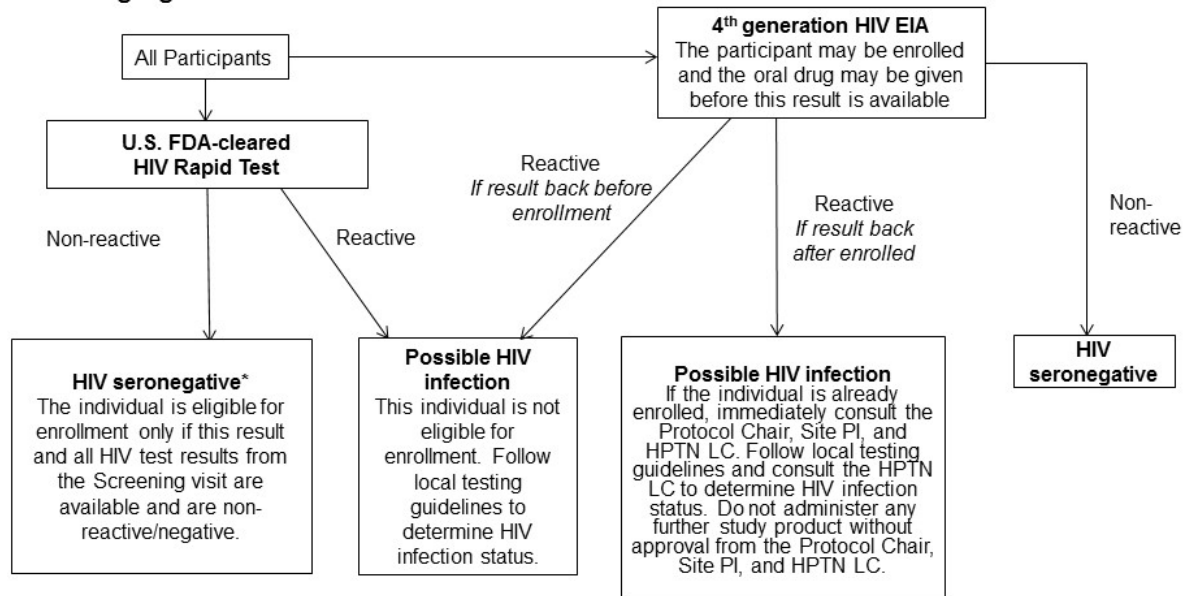 All Participants
4th generation HIV EIA
The participant may be enrolled
and the oral drug may be given
before this result is available
U.S. FDA-cleared
HIV Rapid Test
Non-reactive
Reactive
Reactive
If result back before
enrollment
Reactive
If result back
after enrolled
Non-
reactive
HIV seronegative*
The individual is eligible for
enrollment only if this result
and all HIV test results from
the Screening visit are
available and are non-
reactive/negative.
Possible HIV
infection
This individual is not
eligible for
enrollment. Follow
local testing
guidelines to
determine HIV
infection status.
Possible HIV infection
If the individual is already
enrolled, immediately consult the
Protocol Chair, Site PI, and
HPTN LC. Follow local testing
guidelines and consult the HPTN
LC to determine HIV infection
status. Do not administer any
further study product without
approval from the Protocol Chair,
Site PI, and HPTN LC.
HIV
seronegative